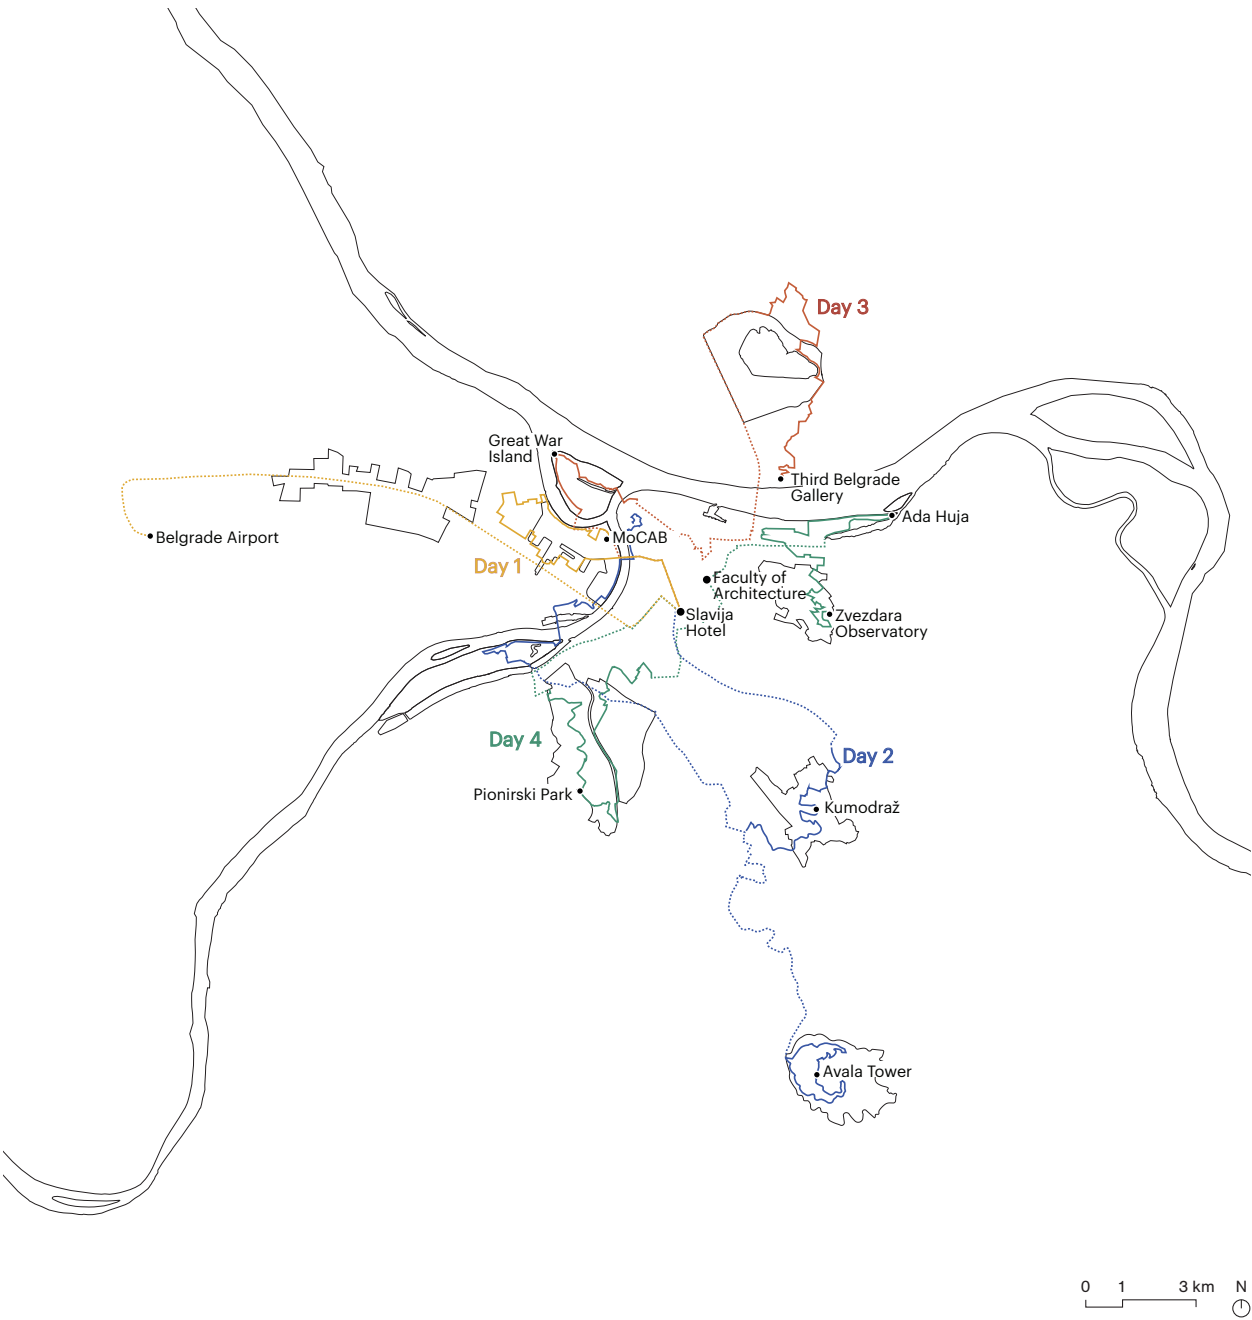 Day 3
Great War
Island
Third Belgrade
Gallery
Ada Huja
Belgrade Airport
MoCAB
Day 1
Faculty of
Architecture
Slavija
Hotel
Zvezdara
Observatory
Day 4
Day 2
Pionirski Park
Kumodraž
Avala Tower
0 1 3 km N